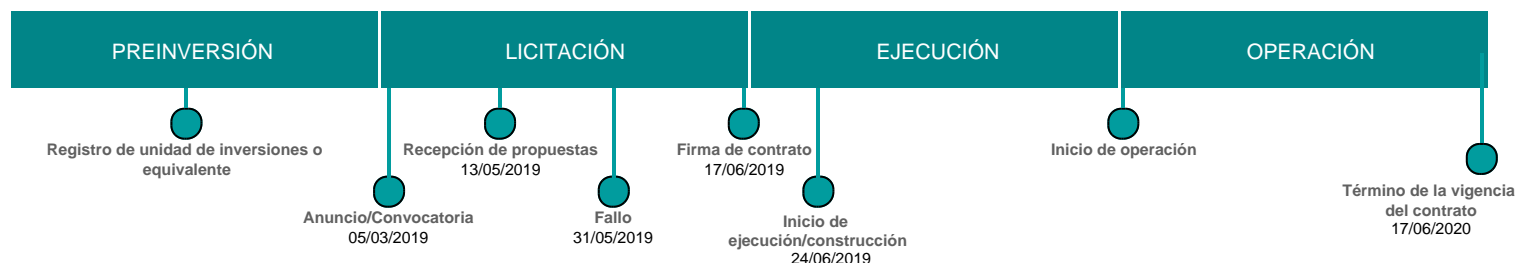 PREINVERSIÓN
LICITACIÓN
EJECUCIÓN
OPERACIÓN
Registro de unidad de inversiones o
equivalente
Anuncio/Convocatoria
05/03/2019
Recepción de propuestas
13/05/2019
Fallo
31/05/2019
Firma de contrato
17/06/2019
Inicio de
ejecución/construcción
24/06/2019
Inicio de operación
Término de la vigencia
del contrato
17/06/2020